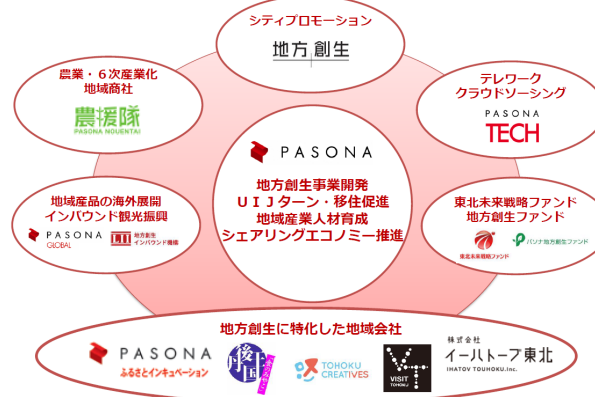 シティプロモーション
地方創生
農業・６次産業化
地域商社
農援隊
PASONA NOUENTAI
テレワーク
クラウドソーシング
PASONA
TECH
PASONA
地方創生事業開発
ＵＩＪターン・移住促進
地域産業人材育成
シェアリングエコノミー推進
地域産品の海外展開
インバウンド観光振興
PASONA
GLOBAL
LII
地方創生
インバウンド機構
東北未来戦略ファンド
地方創生ファンド
東北未来戦略ファンド
パソナ地方創生ファンド
地方創生に特化した地域会社
PASONA
ふるさとインキュベーション
丹後王国
TOHOKU
CREATIVES
VISIT
TOHOKU
株式会社
イーハトーブ東北
IHATOV TOUHOKU.Inc.